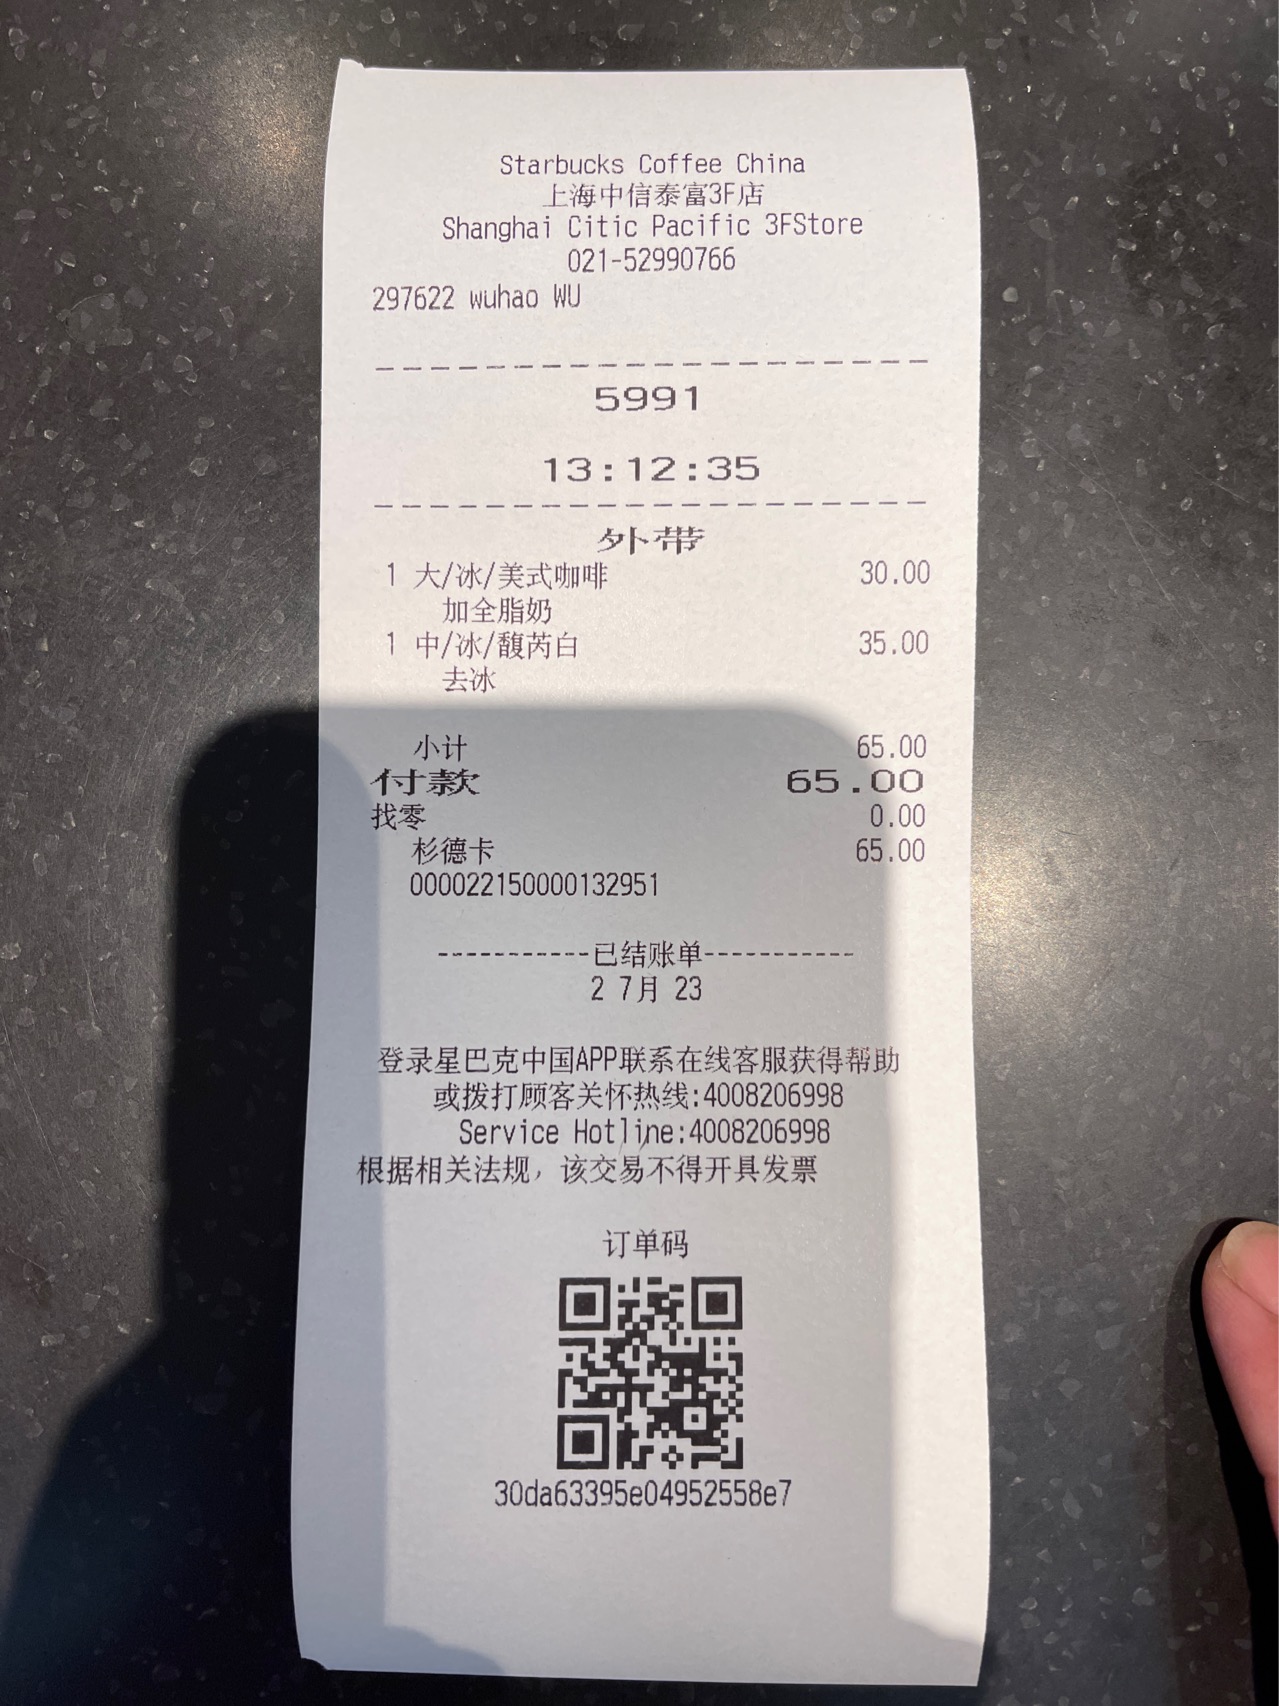 Starbucks Coffee China
上海中信泰富3F店
Shanghai Citic Pacific 3FStore
021-52990766
297622 wuhao WU
5991
13:12:35
外带
1 大/冰/美式咖啡 30.00
加全脂奶
1 中/冰/馥芮白 35.00
去冰
小计 65.00
付款 65.00
找零 0.00
杉德卡 65.00
000022150000132951
-----------已结账单-----------
2 7月 23
登录星巴克中国APP联系在线客服获得帮助
或拨打顾客关怀热线:4008206998
Service Hotline:4008206998
根据相关法规，该交易不得开具发票
订单码
30da63395e04952558e7